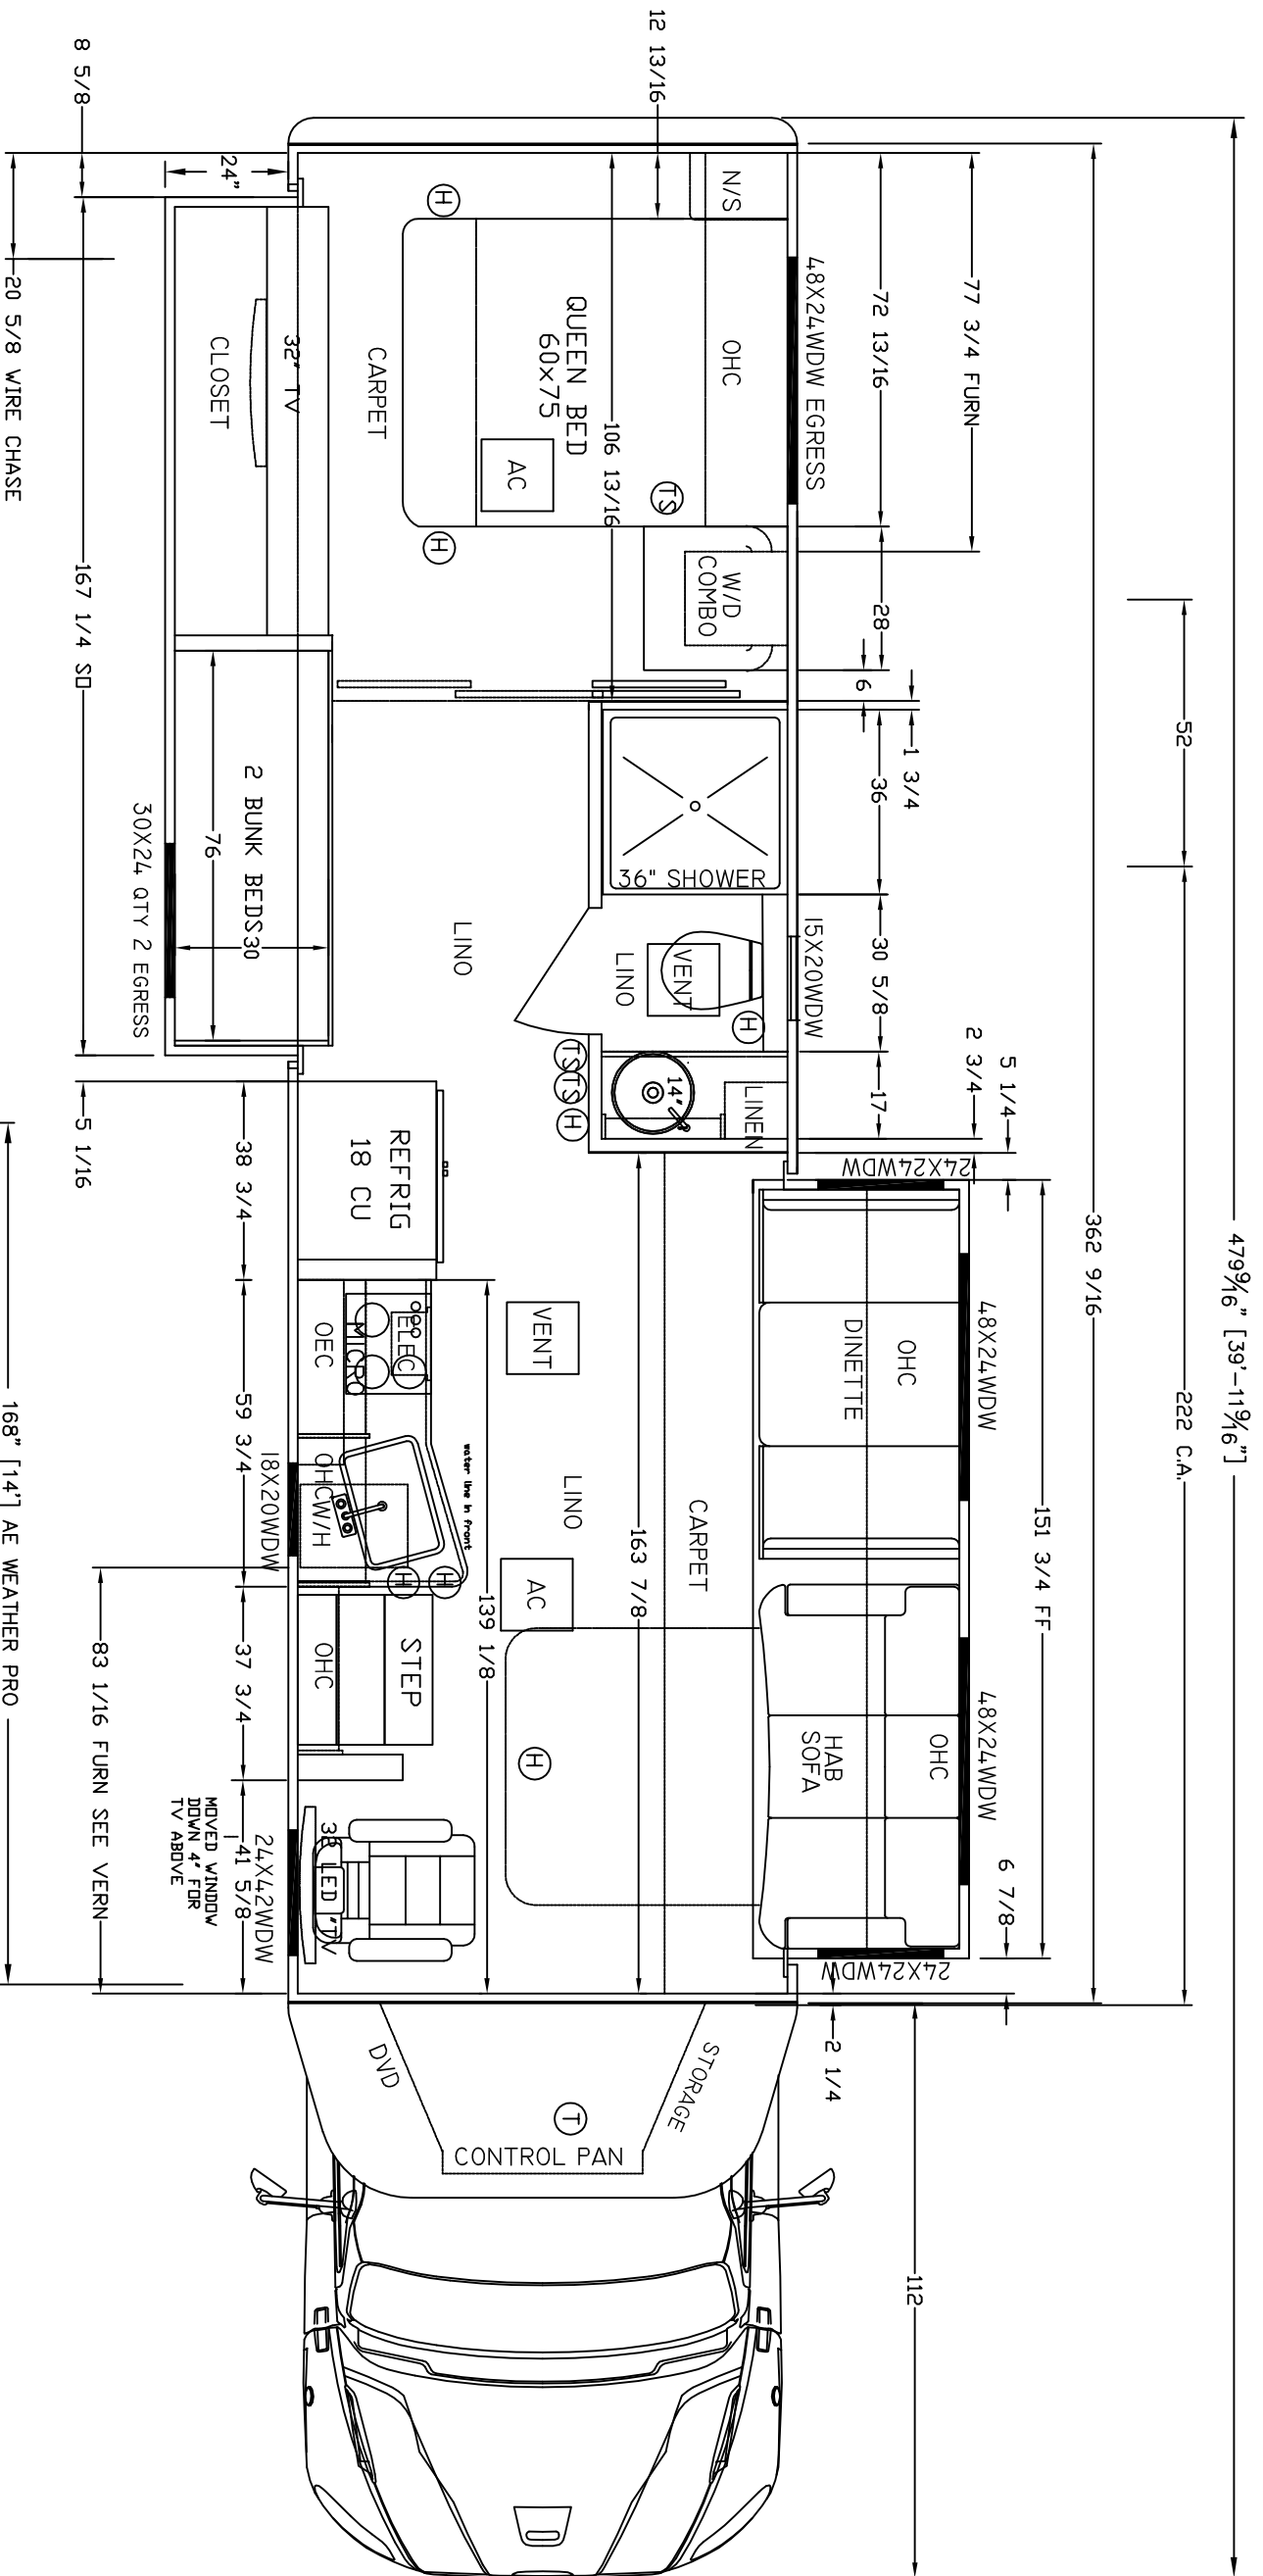 479 9/16" [39'-11 9/16"]
52
222 C.A.
362 9/16
77 3/4 FURN
5 1/4
151 3/4 FF
6 7/8
72 13/16
28
6
1 3/4
36
30 5/8
2 3/4
17
2 1/4
112
48X24WDW EGRESS
15X20WDW
24X24WDW
48X24WDW
48X24WDW
24X24WDW
12 13/16
N/S
OHC
QUEEN BED
60x75
AC
TS
106 13/16
W/D
COMBO
H
H
CARPET
32" TV
CLOSET
36" SHOWER
VENT
LINO
H
LINEN
14"
TS
TS
H
LINO
2 BUNK BEDS
30
76
30X24 QTY 2 EGRESS
OHC
DINETTE
OHC
HAB
SOFA
CARPET
163 7/8
LINO
VENT
AC
H
139 1/8
REFRIG
18 CU
ELEC
MICRO
OEC
water line in front
OHC
W/H
H
H
STEP
OHC
LED TV
18X20WDW
24X42WDW
MOVED WINDOW
DOWN 4" FOR
TV ABOVE
STORAGE
T
CONTROL PAN
DVD
24"
8 5/8
167 1/4 SO
5 1/16
38 3/4
59 3/4
37 3/4
41 5/8
83 1/16 FURN SEE VERN
20 5/8 WIRE CHASE
168" [14'] AE WEATHER PRO